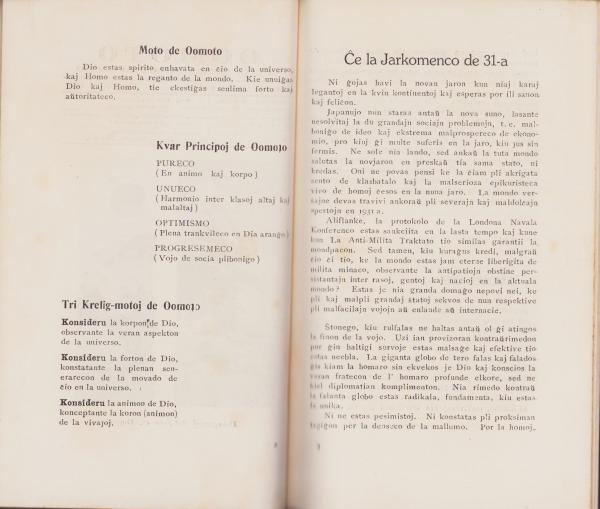 Moto de Oomoto
Dio estas spirito enhavata en ĉio de la universo,
kaj Homo estas la reganto de la mondo. Kie unuiĝas
Dio kaj Homo, tie ekestiĝas senlima forto kaj
aŭtoritateco.
Kvar Principoj de Oomoto
PURECO
(En animo kaj korpo)
UNUECO
(Harmonio inter klasoj altaj kaj
malaltaj)
OPTIMISMO
(Plena trankvileco en Dia aranĝo)
PROGRESEMECO
(Vojo de socia plibonigo)
Tri Krelig-motoj de Oomoto
Konsideru la korpon de Dio,
observante la veran aspekton
de la universo.
Konsideru la forton de Dio,
konstatante la plenan sen-
erarecon de la movado de
ĉio en la universo.
Konsideru la animon de Dio,
konceptante la koron (animon)
de la vivaĵoj.
Ĉe la Jarkomenco de 31-a
Ni ĝojas havi la novan jaron kun niaj karaj
legantoj en la kvin kontinentoj kaj esperas por ili sanon
kaj feliĉon.
Japanujo nun staras antaŭ la nova suno, lasante
nesolvitaj la du grandajn sociajn problemojn, t. e. mal-
boniĝo de ideo kaj ekstrema malprospereco de ekono-
mio, pro kioj ĝi multe suferis en la jaro, kiu jus sin
fermis. Ne sole nia lando, sed ankaŭ la tuta mondo
salutas la novjaron en preskaŭ tia sama stato, ni
kredas. Oni ne povas pensi ke la ĉiam pli akrigata
sento de klasbatalo kaj la malserioza epikuristeca
vivo de homoj ĉesos en la nuna jaro. La mondo ver-
ŝajne devas travivi ankoraŭ pli severajn kaj maldolĉajn
spertojn en 1931 a.
Aliflanke, la protokolo de la Londona Navala
Konferenco estas sankciita en la lasta tempo kaj kune
kun La Anti-Milita Traktato tio similas garantii la
mondpacon. Sed tamen, kiu kuraĝus kredi, malgraŭ
ĉio ĉi tio, ke la mondo estas jam eterne liberigita de
milita minaco, observante la antipatiojn obstine per-
sistantajn inter rasoj, gentoj kaj nacioj en la aktuala
mondo? Estas je nia granda domaĝo nepovi nei, ke
pli kaj malpli grandaj ŝtatoj sekvos de nun respektive
pli malfacilajn vojojn aŭ enlande aŭ internacie.
Ŝtonego, kiu rulfalas ne haltas antaŭ ol ĝi atingos
la finon de la vojo. Uzi ian provizoran kontraŭrimedon
por ĝin haltigi survoje estas malsaĝe kaj efektive tio
estas neebla. La giganta globo de tero falas kaj falados
ĝis kiam la homaro sin ekvekos je Dio kaj konscios la
veran fratecon de l' homaro profunde elkore, sed ne
kiel diplomatian komplimenton. Nia rimedo kontraŭ
la falanta globo estas radikala, fundamenta, kiu estas
la unika.
Ni ne estas pesimistoj. Ni konstatas pli proksiman
per la denseco de la mallumo. Por la homoj,